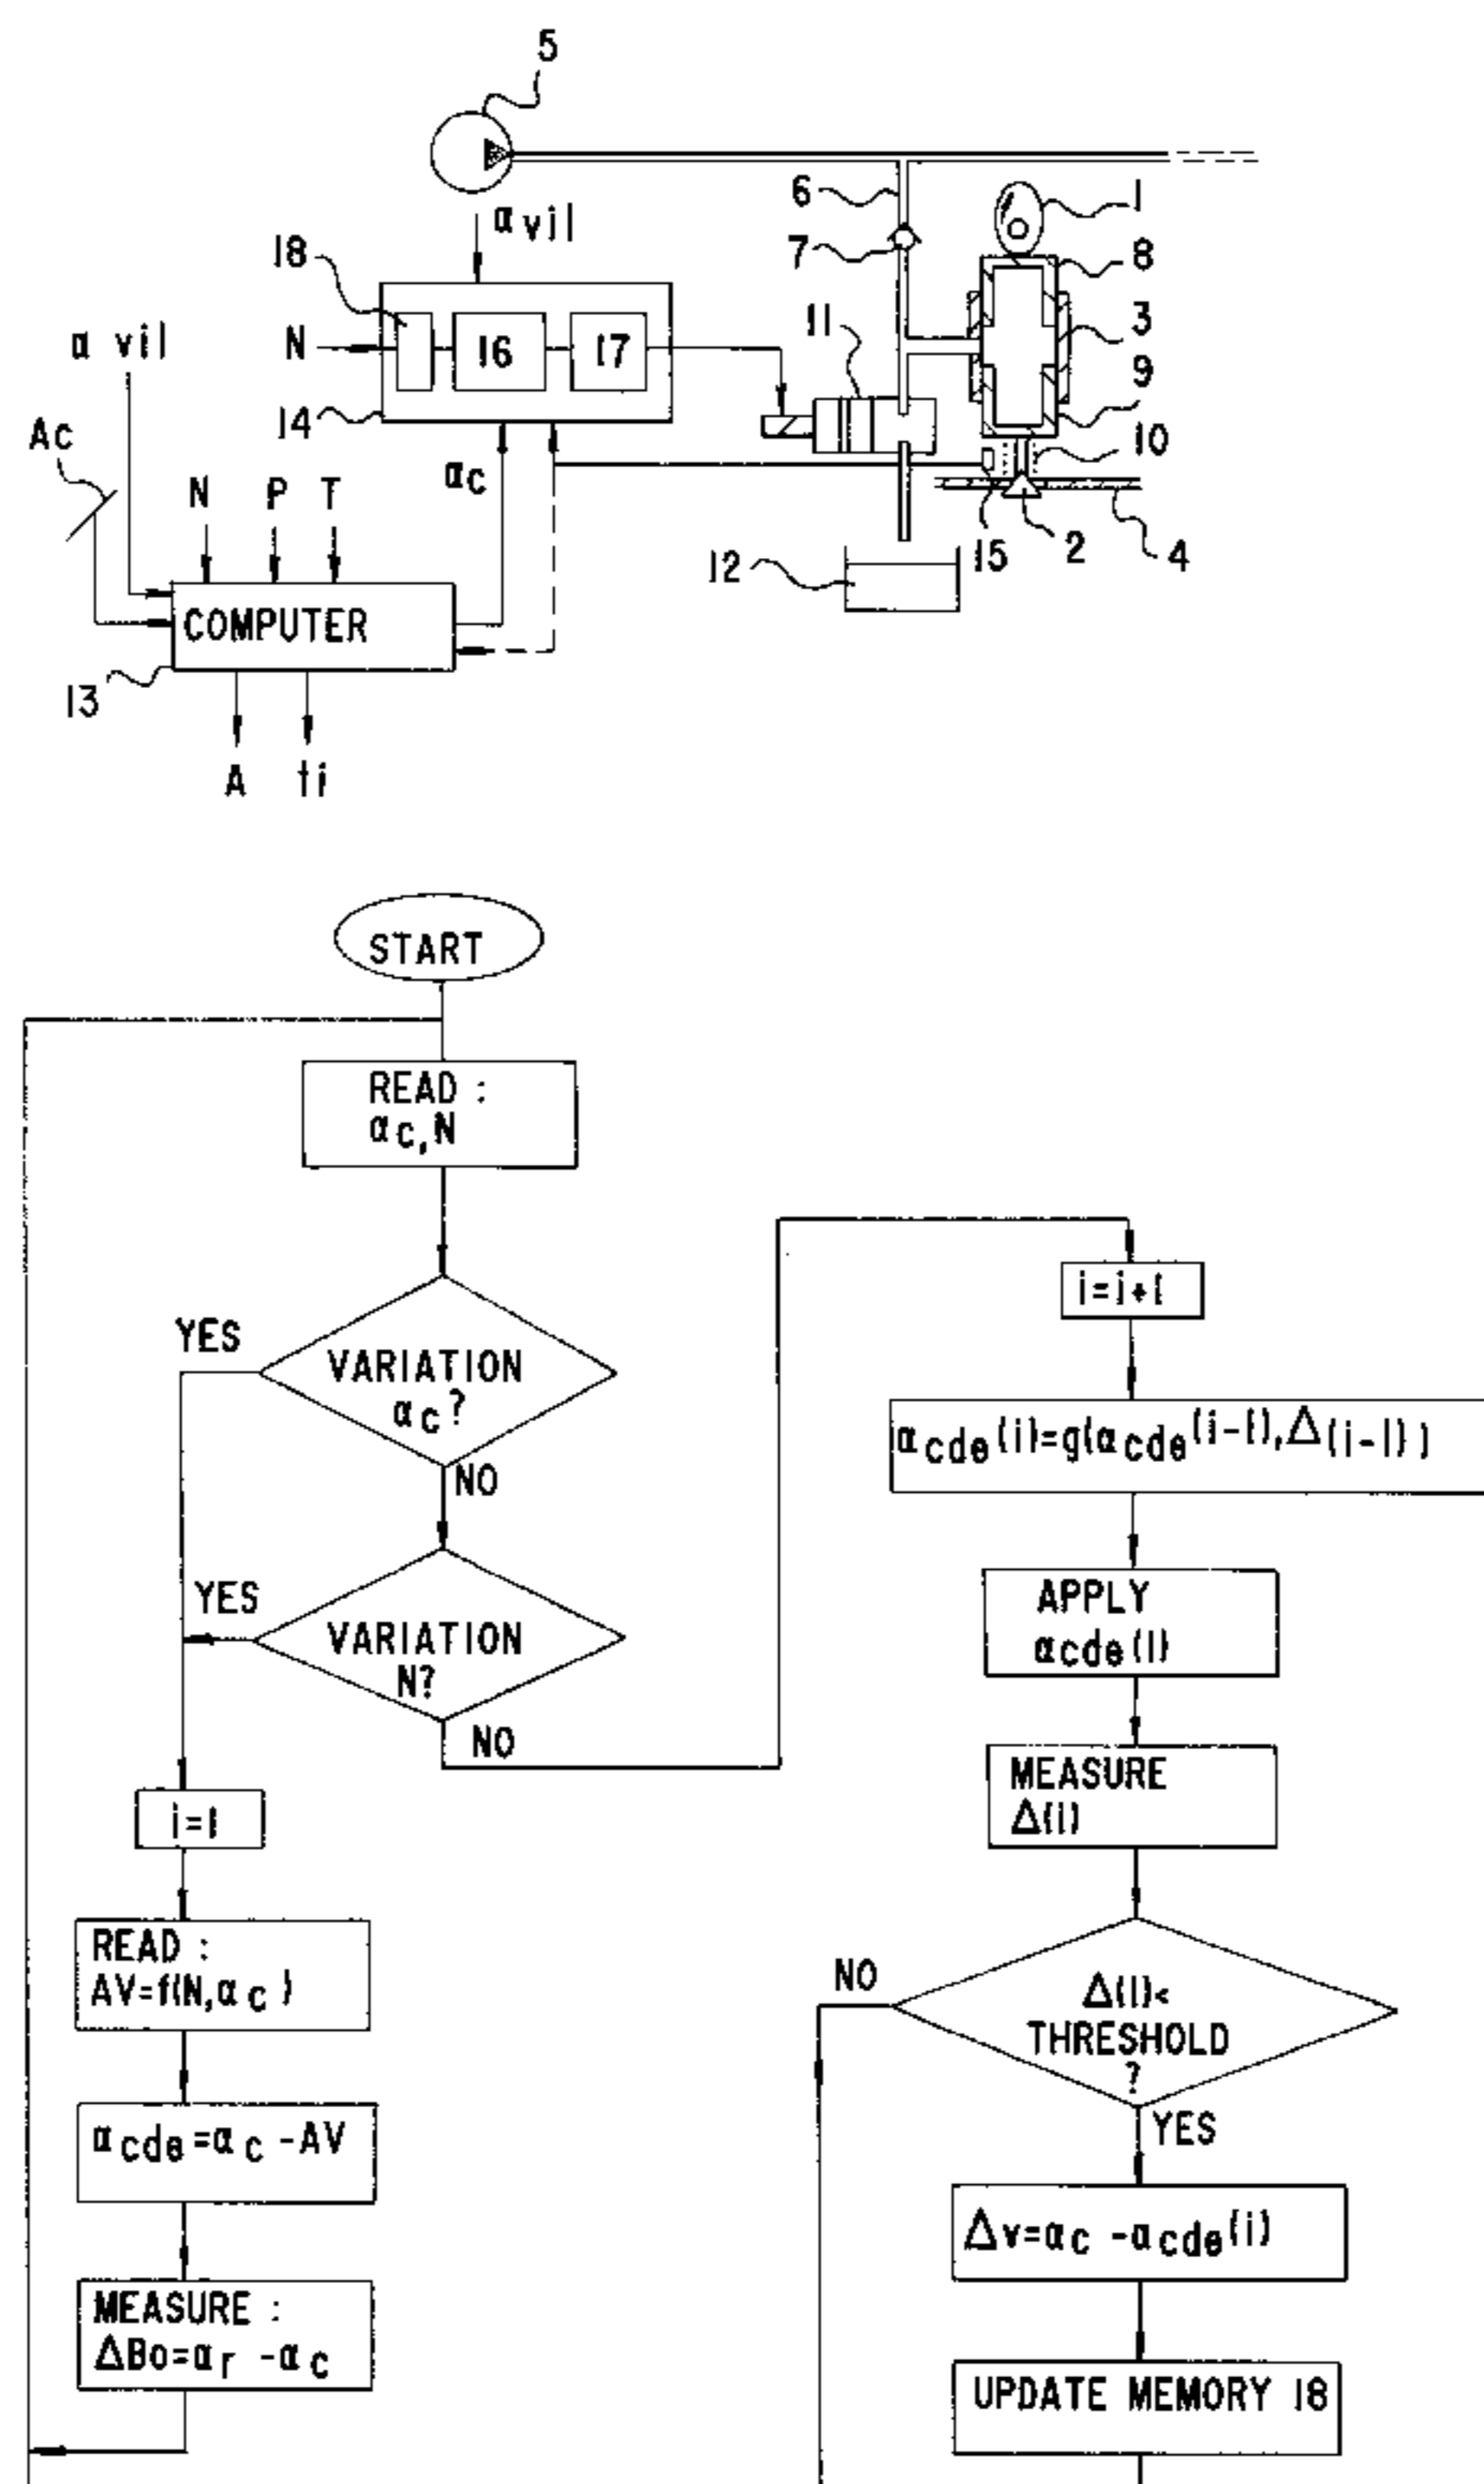 5
α vil
6
1
18
7
8
α vil
N
16
17
11
3
9
Ac
14
10
αc
N P T
12
15
2
4
COMPUTER
13
A ti
START
READ :
αc, N
YES
VARIATION
αc?
NO
YES
VARIATION
N?
NO
i=1
READ :
AV=f(N,αc)
αcde=αc -AV
MEASURE :
ΔBo=αr -αc
i=i+1
αcde(i)=g(αcde(i-1),Δ(i-1))
APPLY
αcde(i)
MEASURE
Δ(i)
NO
Δ(i)<
THRESHOLD
?
YES
Δv=αc -αcde(i)
UPDATE MEMORY 18